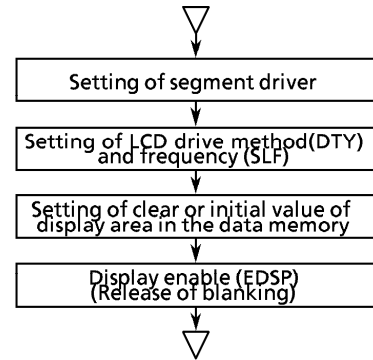 Setting of segment driver
Setting of LCD drive method(DTY)
and frequency (SLF)
Setting of clear or initial value of
display area in the data memory
Display enable (EDSP)
(Release of blanking)